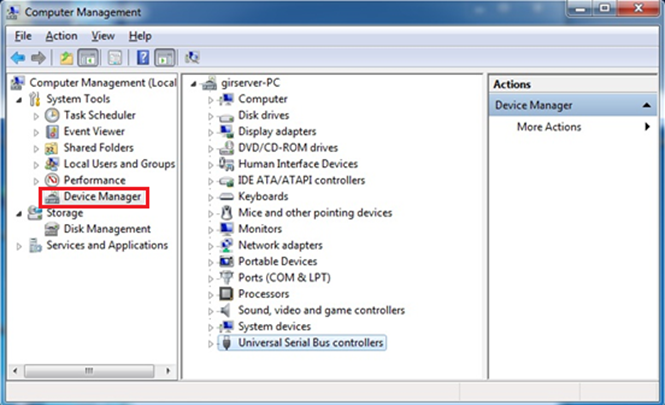 Computer Management
File Action View Help
Computer Management (Local
System Tools
Task Scheduler
Event Viewer
Shared Folders
Local Users and Groups
Performance
Device Manager
Storage
Disk Management
Services and Applications
girserver-PC
Computer
Disk drives
Display adapters
DVD/CD-ROM drives
Human Interface Devices
IDE ATA/ATAPI controllers
Keyboards
Mice and other pointing devices
Monitors
Network adapters
Portable Devices
Ports (COM & LPT)
Processors
Sound, video and game controllers
System devices
Universal Serial Bus controllers
Actions
Device Manager
More Actions